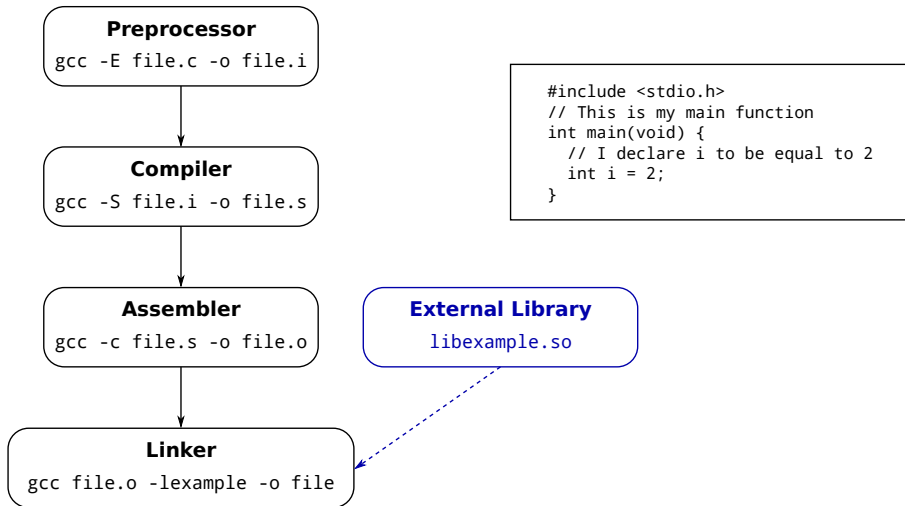 Preprocessor
gcc -E file.c -o file.i
Compiler
gcc -S file.i -o file.s
Assembler
gcc -c file.s -o file.o
External Library
libexample.so
Linker
gcc file.o -lexample -o file
#include <stdio.h>
// This is my main function
int main(void) {
  // I declare i to be equal to 2
  int i = 2;
}